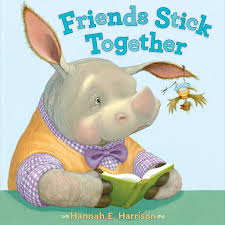 Friends Stick
Together
Hannah E. Harrison